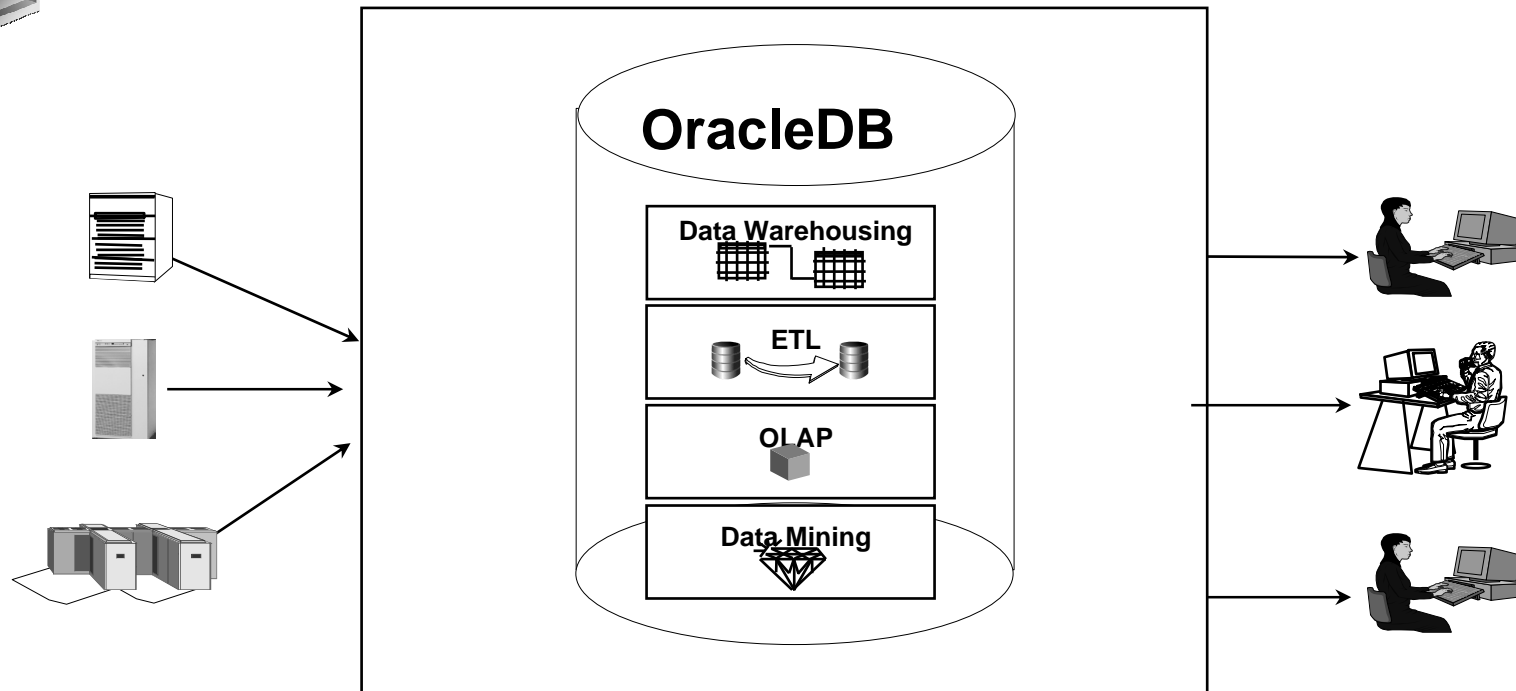 OracleDB
Data Warehousing
ETL
OLAP
Data Mining